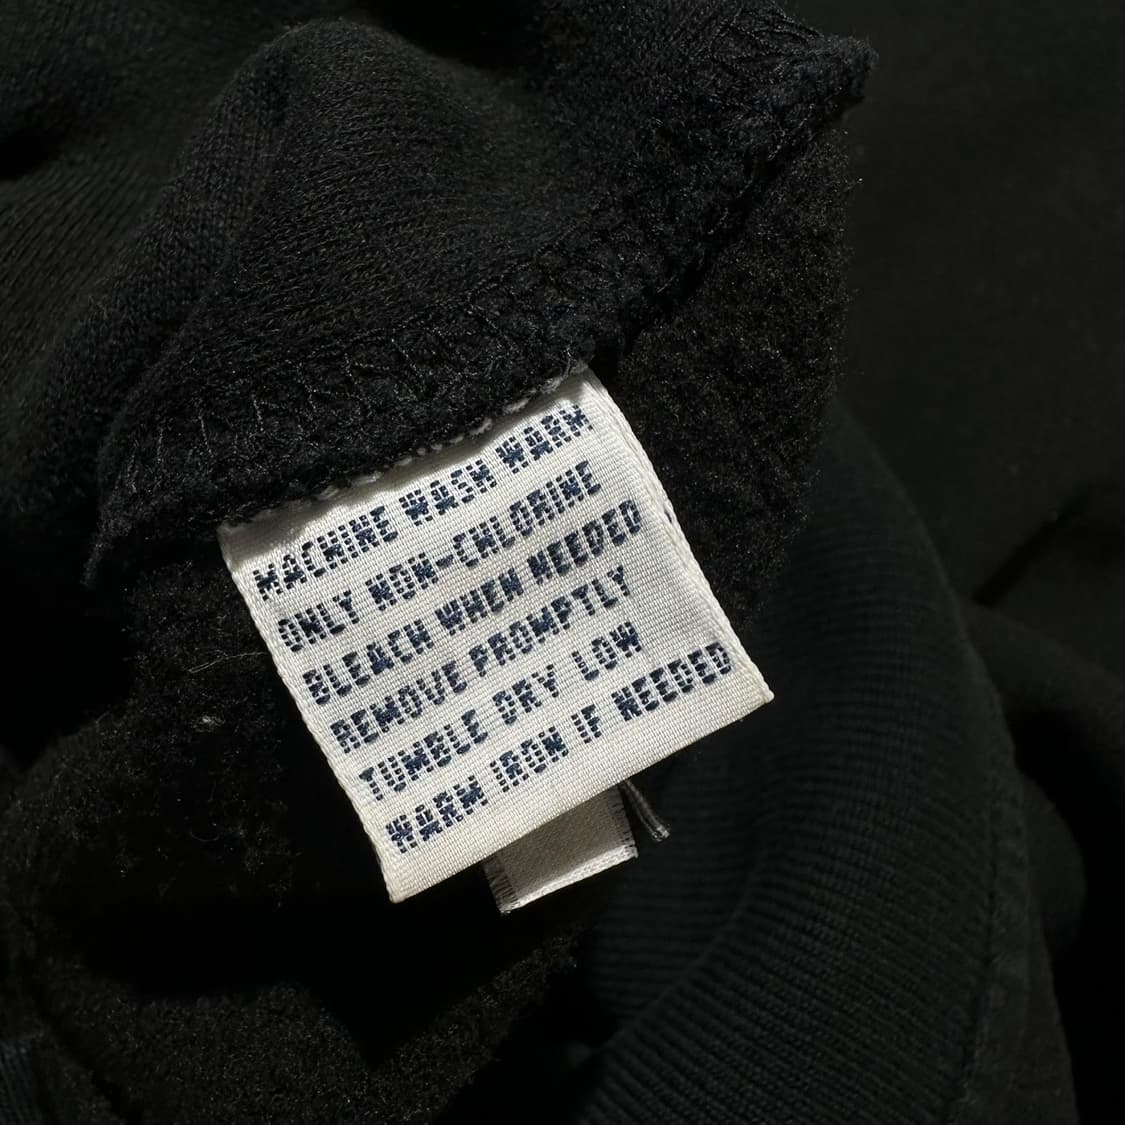 MACHINE WASH WARM
ONLY NON-CHLORINE
BLEACH WHEN NEEDED
REMOVE PROMPTLY
TUMBLE DRY LOW
WARM IRON IF NEEDED